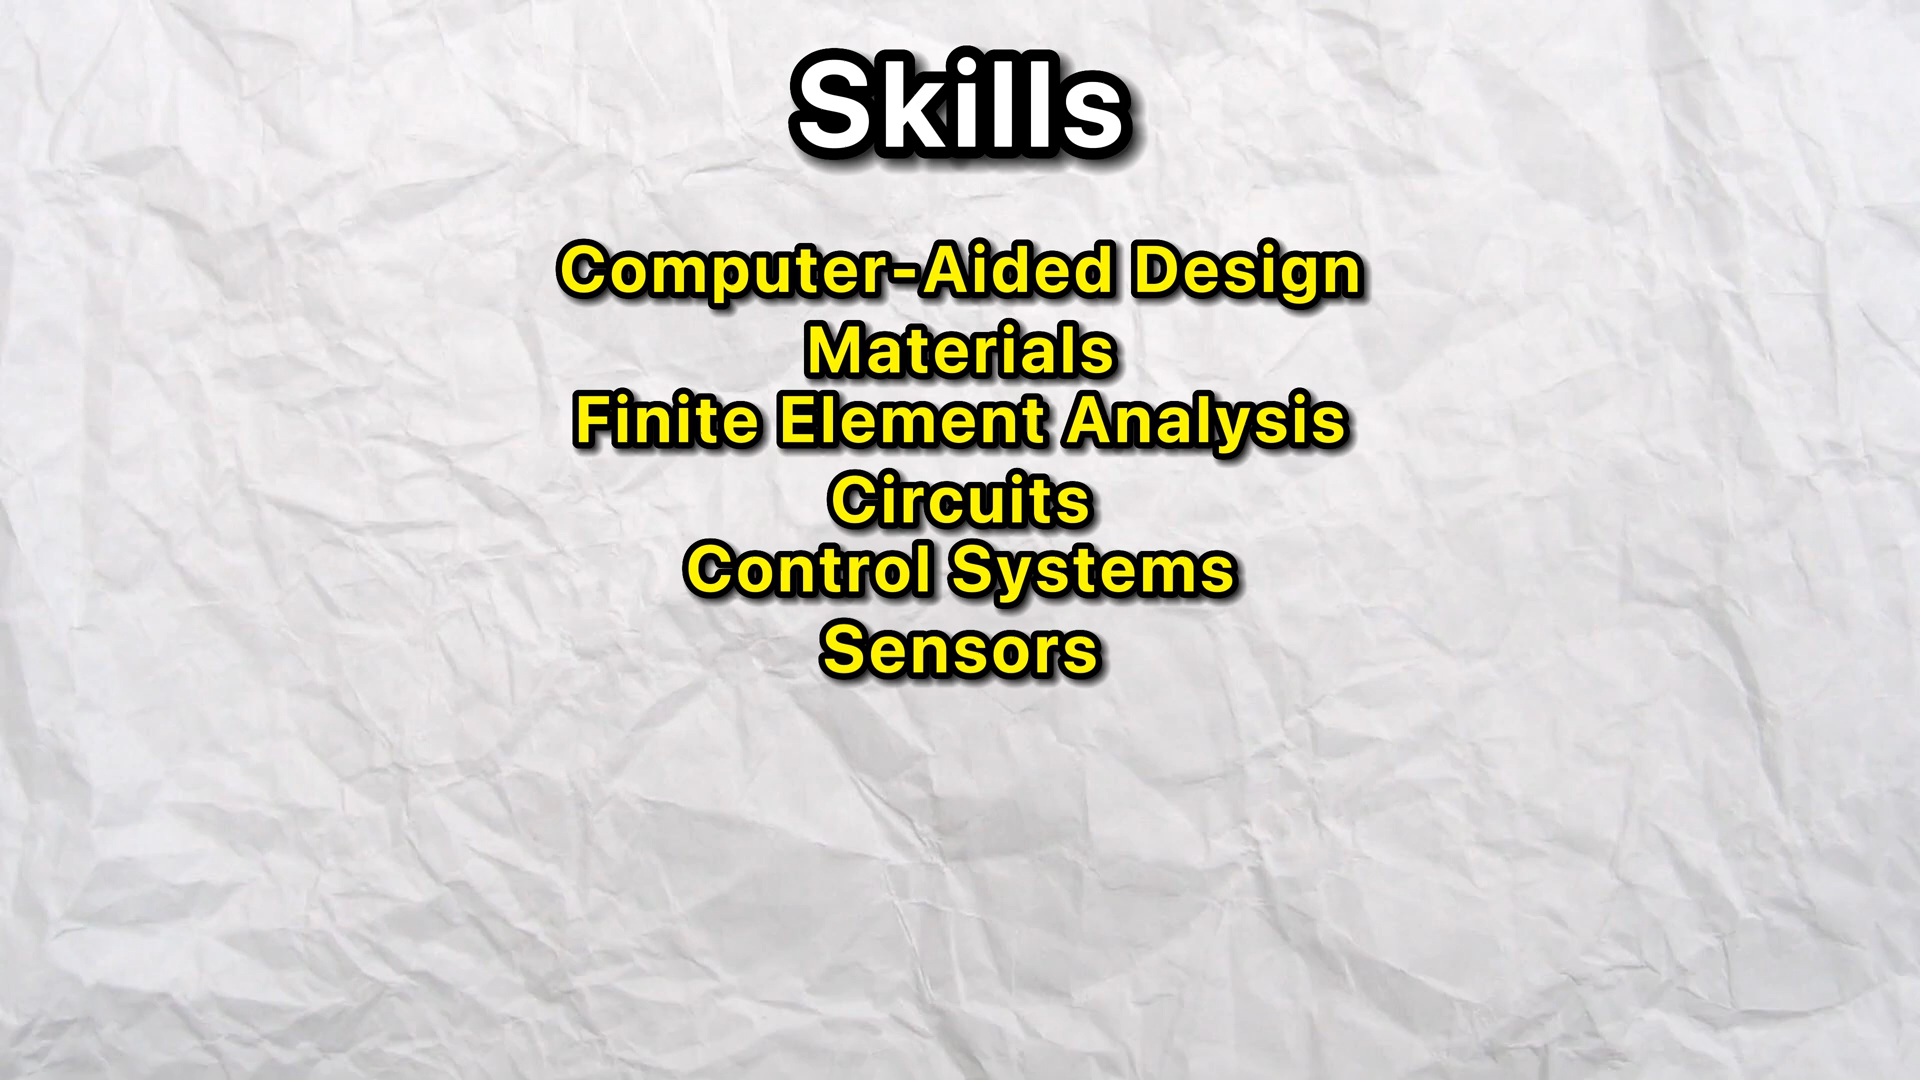 Skills
Computer-Aided Design
Materials
Finite Element Analysis
Circuits
Control Systems
Sensors